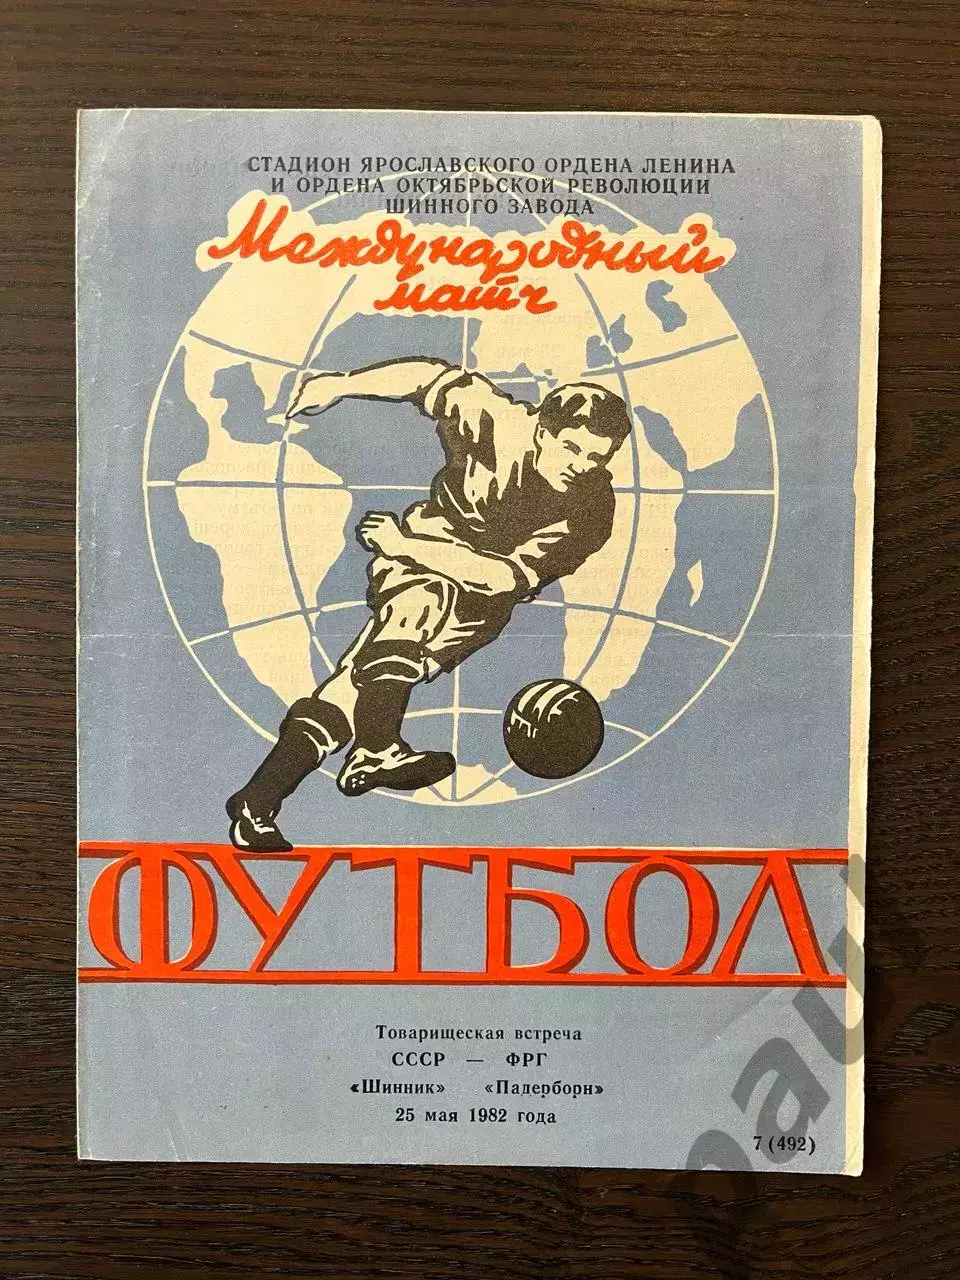 СТАДИОН ЯРОСЛАВСКОГО ОРДЕНА ЛЕНИНА
И ОРДЕНА ОКТЯБРЬСКОЙ РЕВОЛЮЦИИ
ШИННОГО ЗАВОДА
Международный
матч
ФУТБОЛ
Товарищеская встреча
СССР — ФРГ
«Шинник» «Падерборн»
25 мая 1982 года
7 (492)